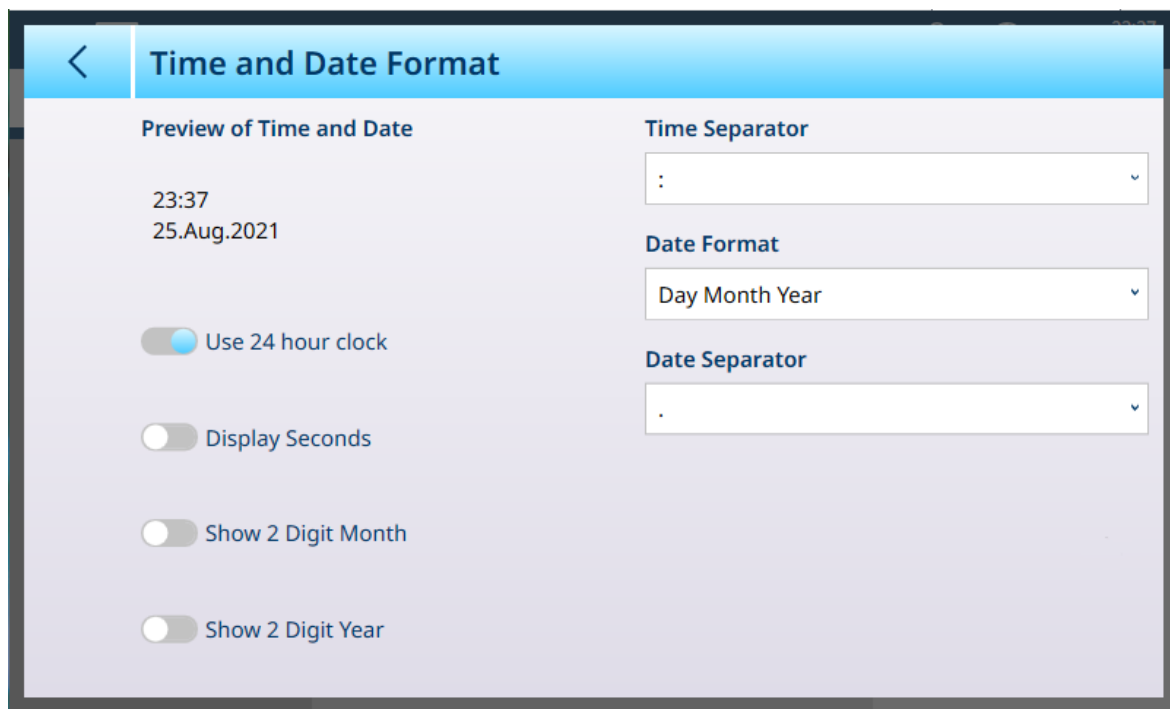 Time and Date Format
Preview of Time and Date
23:37
25.Aug.2021
Use 24 hour clock
Display Seconds
Show 2 Digit Month
Show 2 Digit Year
Time Separator
:
Date Format
Day Month Year
Date Separator
.